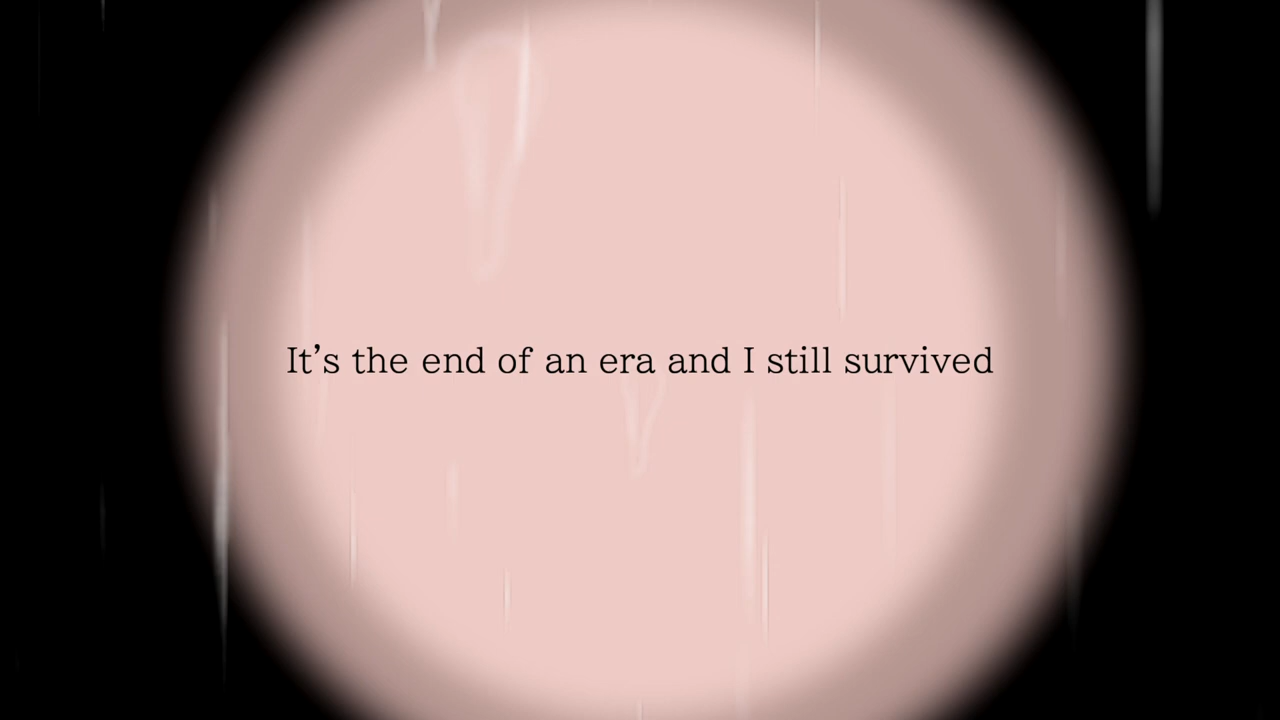 It’s the end of an era and I still survived